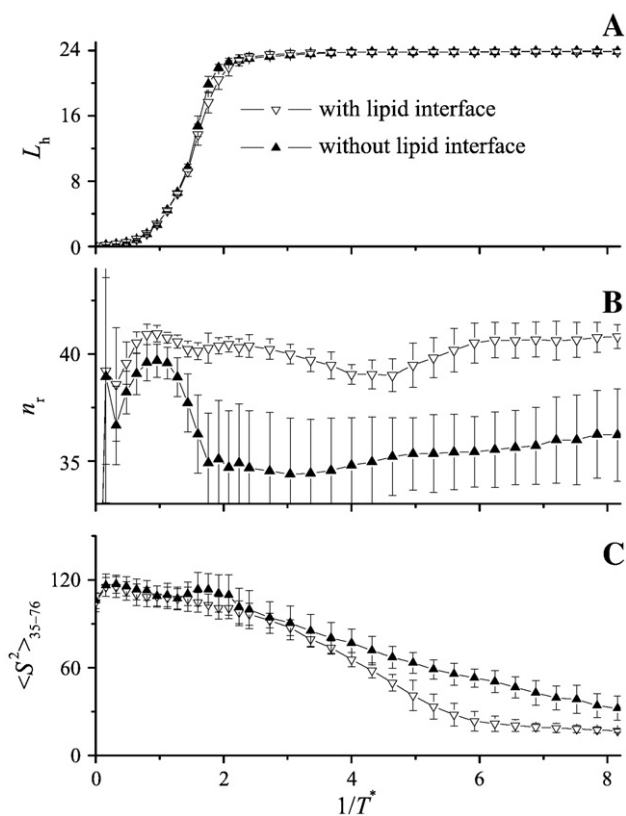 A
24
16
8
0
L_h
with lipid interface
without lipid interface
B
40
35
n_r
C
120
60
0
<S^2>_35–76
0 2 4 6 8
1/T^*